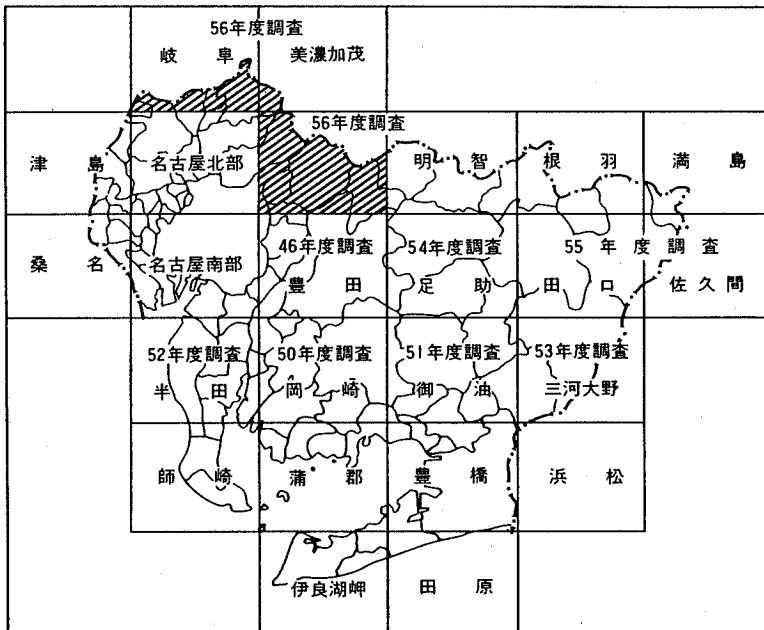 56年度調査
岐阜 美濃加茂
56年度調査
津島 名古屋北部 明智 根羽 満島
46年度調査 54年度調査 55年度調査
桑名 名古屋南部 豊田 足助 田口 佐久間
52年度調査 50年度調査 51年度調査 53年度調査
半田 岡崎 御油 三河大野
師崎 蒲郡 豊橋 浜松
伊良湖岬 田原